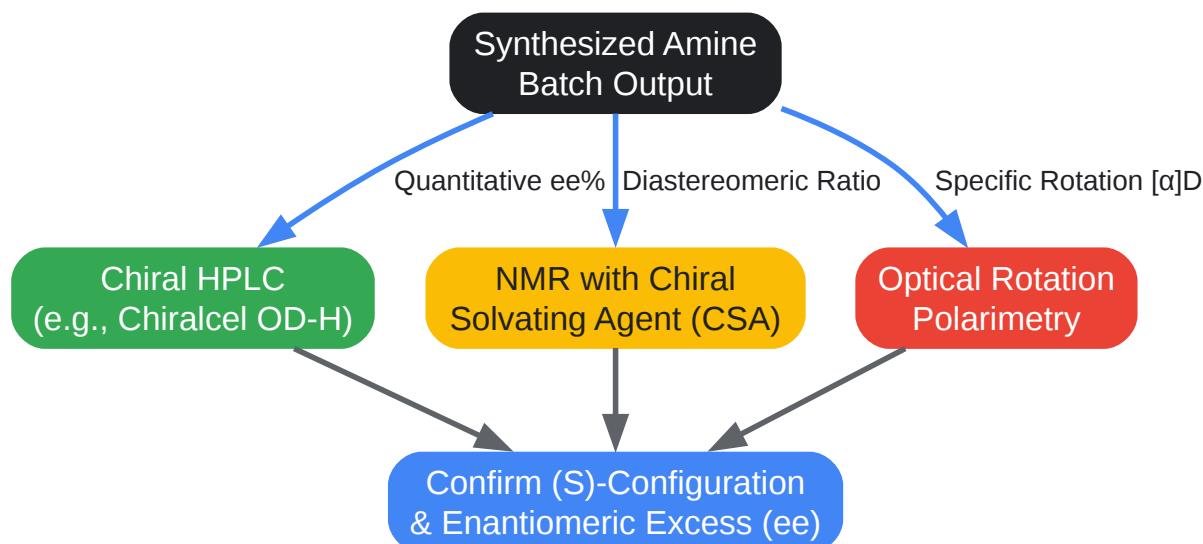 Synthesized Amine
Batch Output
Quantitative ee%
Diastereomeric Ratio
Specific Rotation [α]D
Chiral HPLC
(e.g., Chiralcel OD-H)
NMR with Chiral
Solvating Agent (CSA)
Optical Rotation
Polarimetry
Confirm (S)-Configuration
& Enantiomeric Excess (ee)